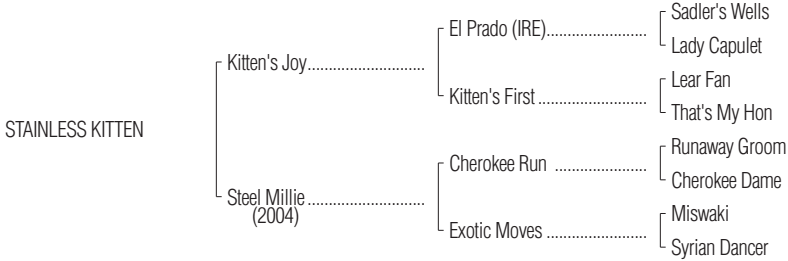 Sadler's Wells
El Prado (IRE)........................
Lady Capulet
Kitten's Joy............................
Lear Fan
Kitten's First ..........................
That's My Hon
STAINLESS KITTEN
Runaway Groom
Cherokee Run ......................
Cherokee Dame
Steel Millie ............................
(2004)
Miswaki
Exotic Moves ........................
Syrian Dancer